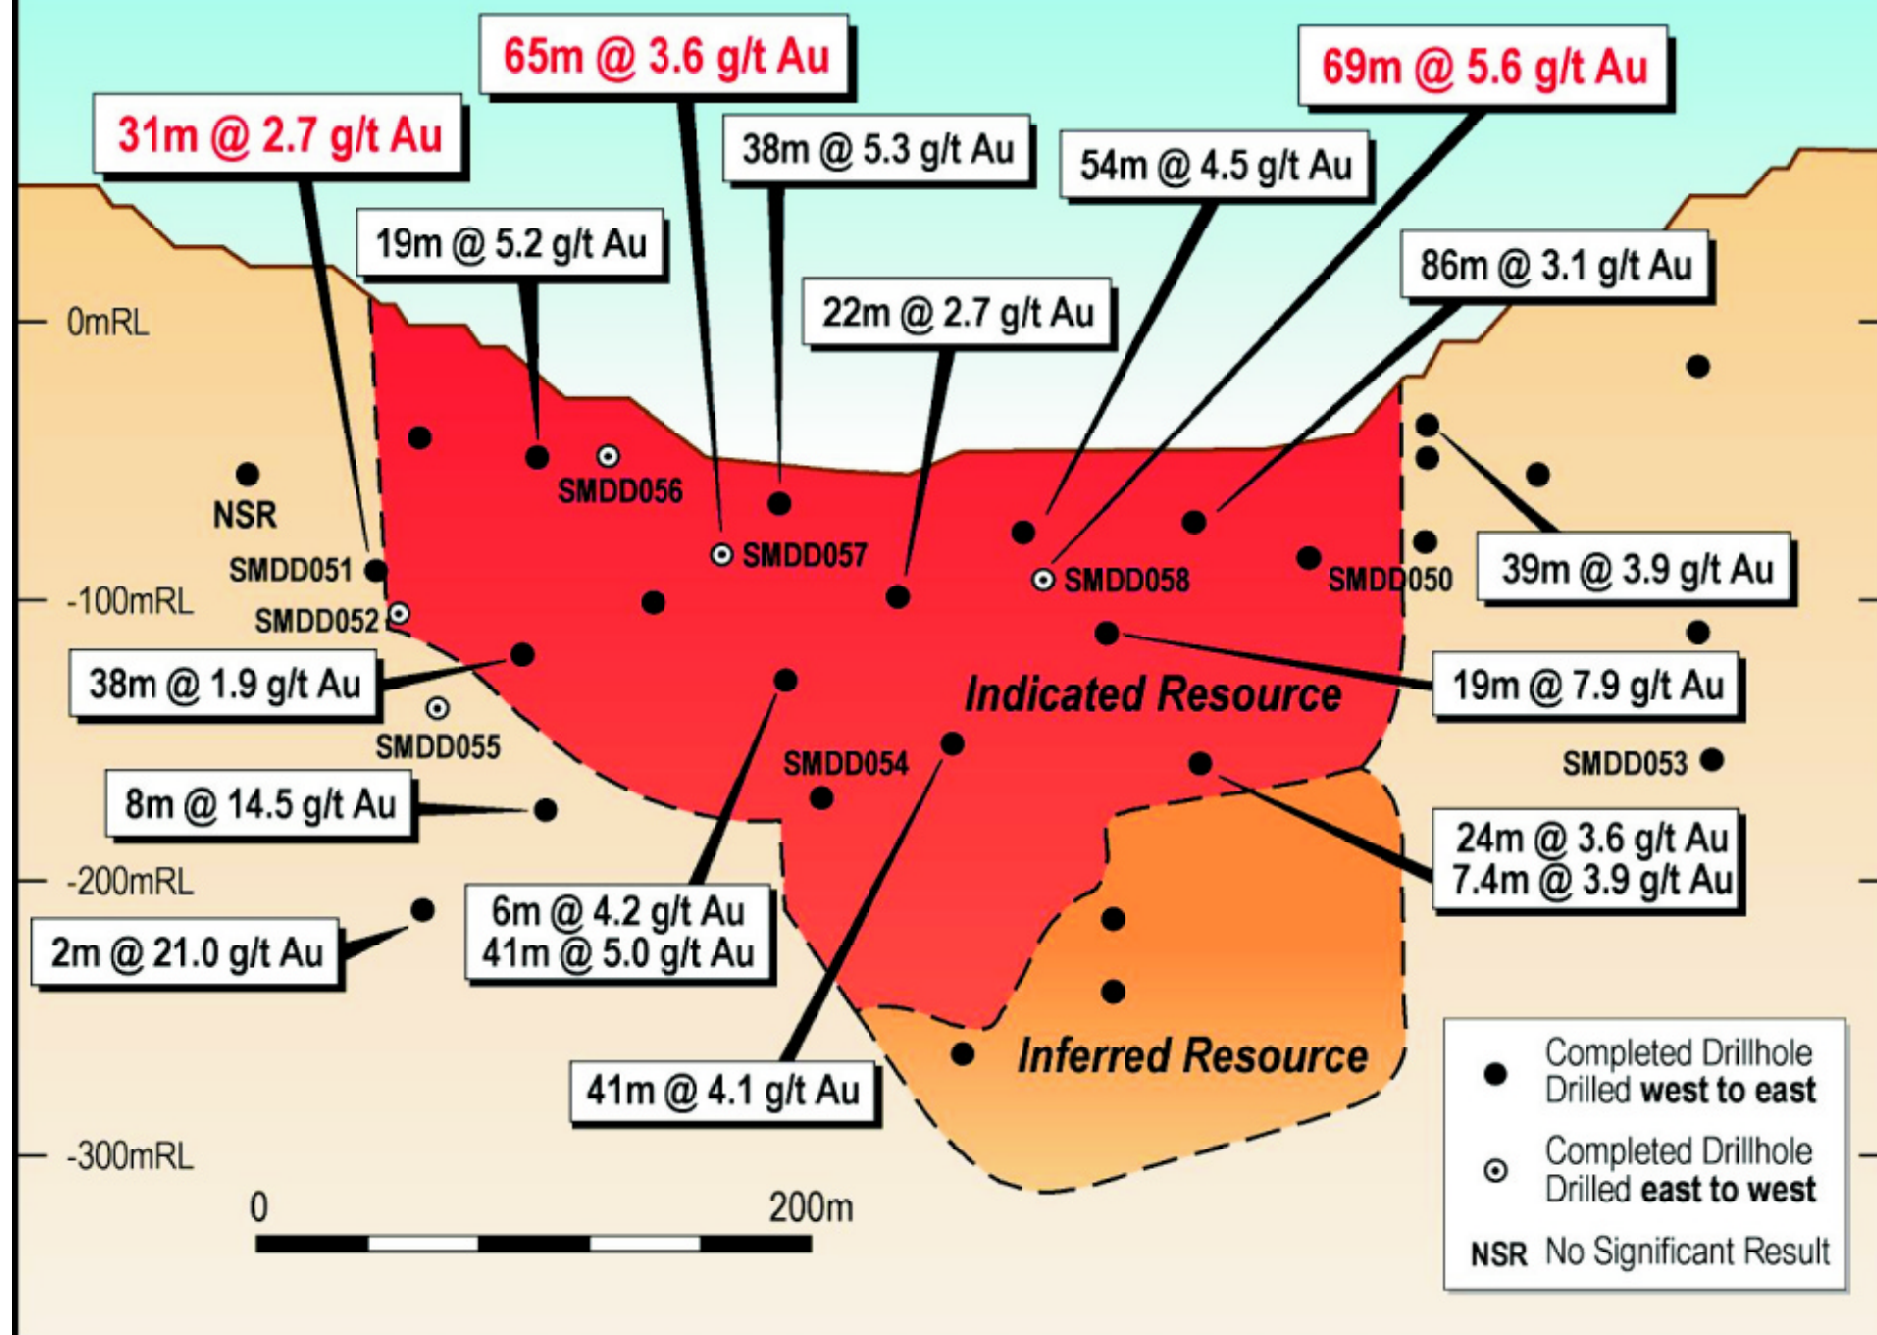 65m @ 3.6 g/t Au
69m @ 5.6 g/t Au
31m @ 2.7 g/t Au
38m @ 5.3 g/t Au
54m @ 4.5 g/t Au
19m @ 5.2 g/t Au
86m @ 3.1 g/t Au
22m @ 2.7 g/t Au
0mRL
SMDD056
NSR
SMDD057
SMDD051
SMDD058
SMDD050
39m @ 3.9 g/t Au
-100mRL
SMDD052
38m @ 1.9 g/t Au
Indicated Resource
19m @ 7.9 g/t Au
SMDD055
SMDD054
SMDD053
8m @ 14.5 g/t Au
24m @ 3.6 g/t Au
7.4m @ 3.9 g/t Au
-200mRL
6m @ 4.2 g/t Au
41m @ 5.0 g/t Au
2m @ 21.0 g/t Au
Inferred Resource
41m @ 4.1 g/t Au
-300mRL
0
200m
Completed Drillhole
Drilled west to east
Completed Drillhole
Drilled east to west
NSR No Significant Result